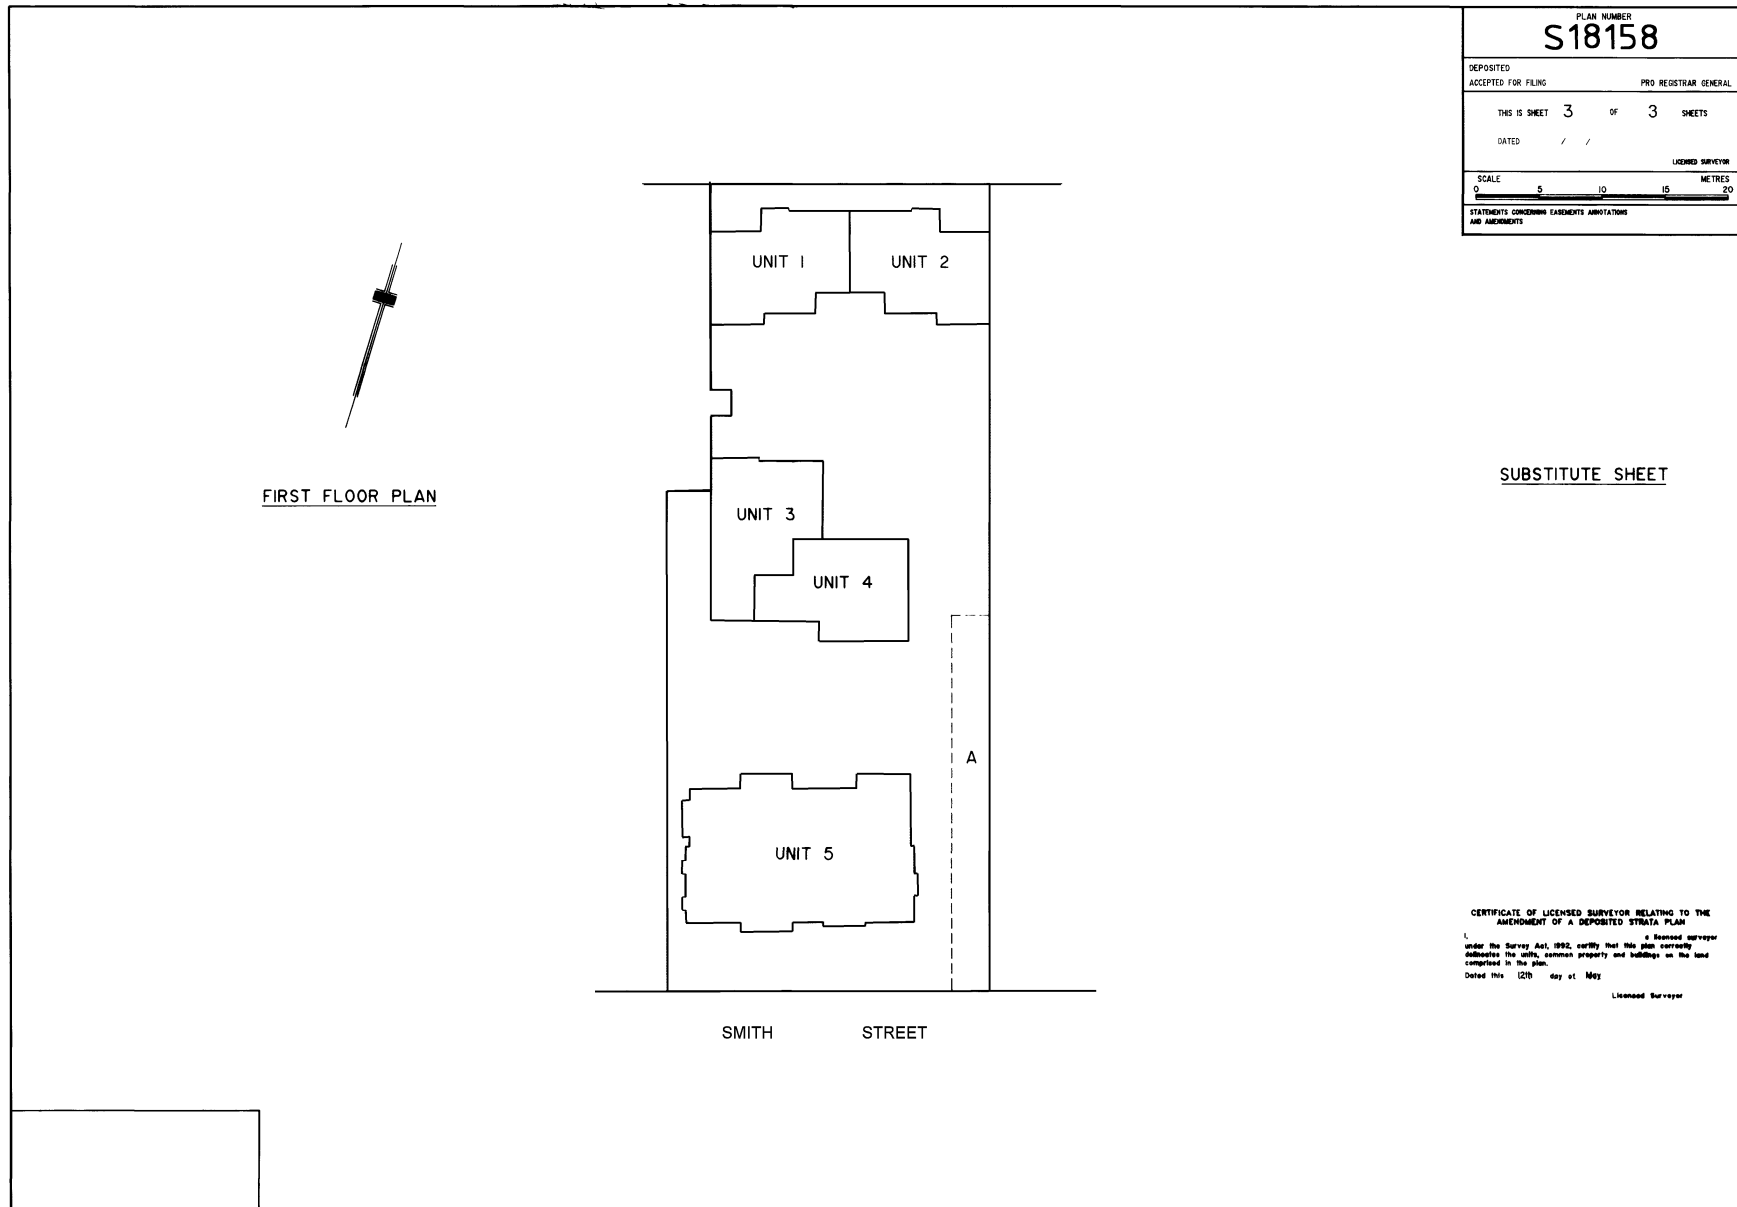 PLAN NUMBER
S18158
DEPOSITED
ACCEPTED FOR FILING PRO REGISTRAR GENERAL
THIS IS SHEET 3 OF 3 SHEETS
DATED / /
LICENSED SURVEYOR
SCALE METRES
0 5 10 15 20
STATEMENTS CONCERNING EASEMENTS ANNOTATIONS
AND AMENDMENTS
UNIT 1 UNIT 2
FIRST FLOOR PLAN
SUBSTITUTE SHEET
UNIT 3
UNIT 4
A
UNIT 5
CERTIFICATE OF LICENSED SURVEYOR RELATING TO THE
AMENDMENT OF A DEPOSITED STRATA PLAN
I, a licensed surveyor
under the Survey Act, 1992, certify that this plan correctly
delineates the units, common property and buildings on the land
comprised in the plan.
Dated this 12th day of May
Licensed Surveyor
SMITH STREET